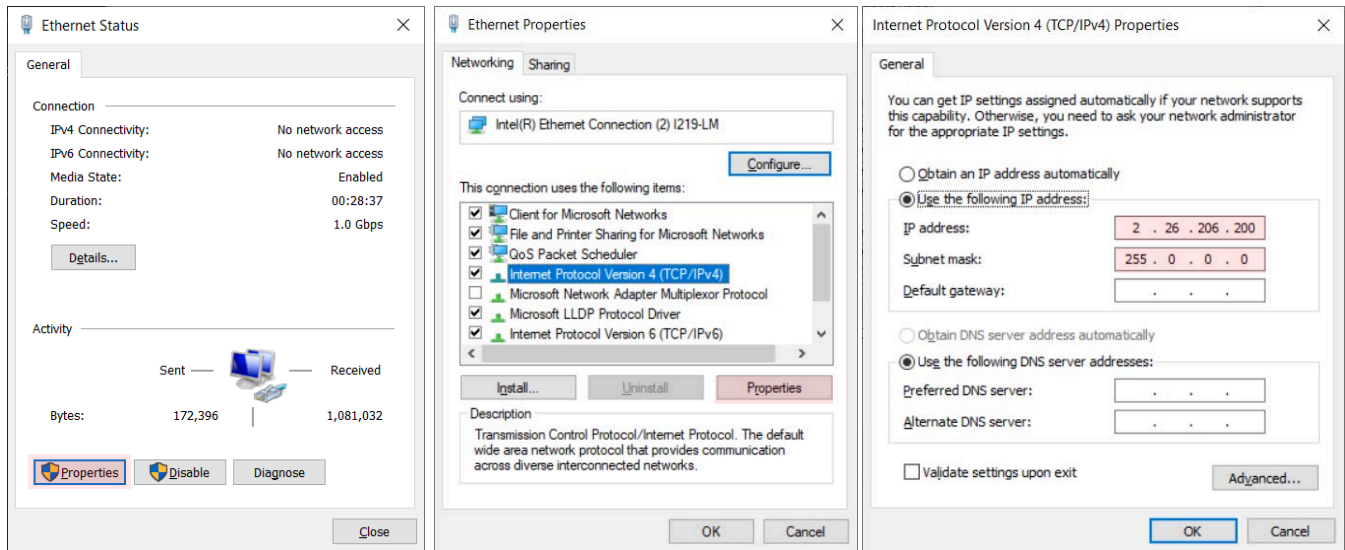 Ethernet Status
General
Connection
IPv4 Connectivity: No network access
IPv6 Connectivity: No network access
Media State: Enabled
Duration: 00:28:37
Speed: 1.0 Gbps
Details...
Activity
Sent Received
Bytes: 172,396 1,081,032
Properties Disable Diagnose
Close
Ethernet Properties
Networking Sharing
Connect using:
Intel(R) Ethernet Connection (2) I219-LM
Configure...
This connection uses the following items:
Client for Microsoft Networks
File and Printer Sharing for Microsoft Networks
QoS Packet Scheduler
Internet Protocol Version 4 (TCP/IPv4)
Microsoft Network Adapter Multiplexor Protocol
Microsoft LLDP Protocol Driver
Internet Protocol Version 6 (TCP/IPv6)
Install... Uninstall Properties
Description
Transmission Control Protocol/Internet Protocol. The default
wide area network protocol that provides communication
across diverse interconnected networks.
OK Cancel
Internet Protocol Version 4 (TCP/IPv4) Properties
General
You can get IP settings assigned automatically if your network supports
this capability. Otherwise, you need to ask your network administrator
for the appropriate IP settings.
Obtain an IP address automatically
Use the following IP address:
IP address: 2 . 26 . 206 . 200
Subnet mask: 255 . 0 . 0 . 0
Default gateway: . . .
Obtain DNS server address automatically
Use the following DNS server addresses:
Preferred DNS server: . . .
Alternate DNS server: . . .
Validate settings upon exit
Advanced...
OK Cancel